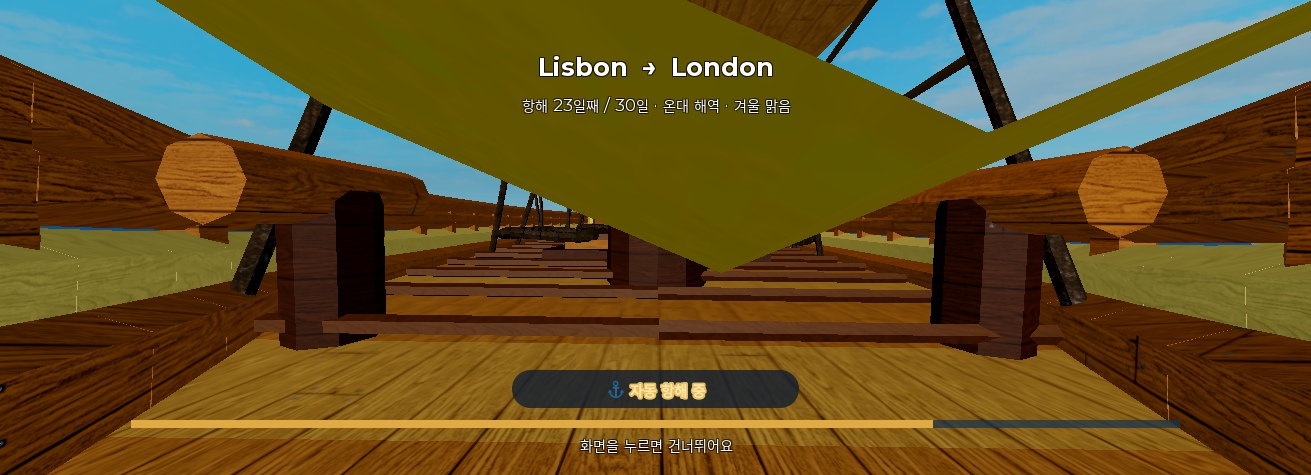 Lisbon → London
항해 23일째 / 30일 · 온대 해역 · 겨울 맑음
⚓ 자동 항해 중
화면을 누르면 건너뛰어요